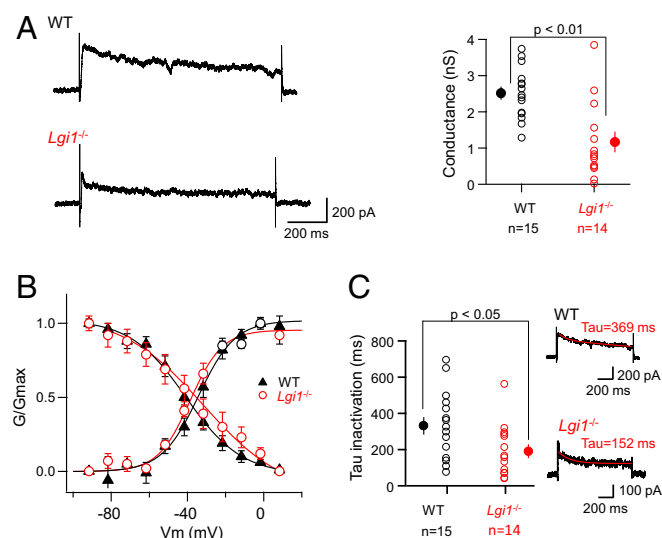 A
WT
Lgi1-/-
200 pA
200 ms
p < 0.01
Conductance (nS)
4
3
2
1
0
WT
Lgi1-/-
n=15
n=14
B
G/Gmax
1.0
0.5
0.0
WT
Lgi1-/-
-80
-40
0
Vm (mV)
C
p < 0.05
Tau inactivation
(ms)
800
600
400
200
0
WT
Lgi1-/-
n=15
n=14
WT
Tau=369 ms
200 pA
200 ms
Lgi1-/-
Tau=152 ms
100 pA
200 ms